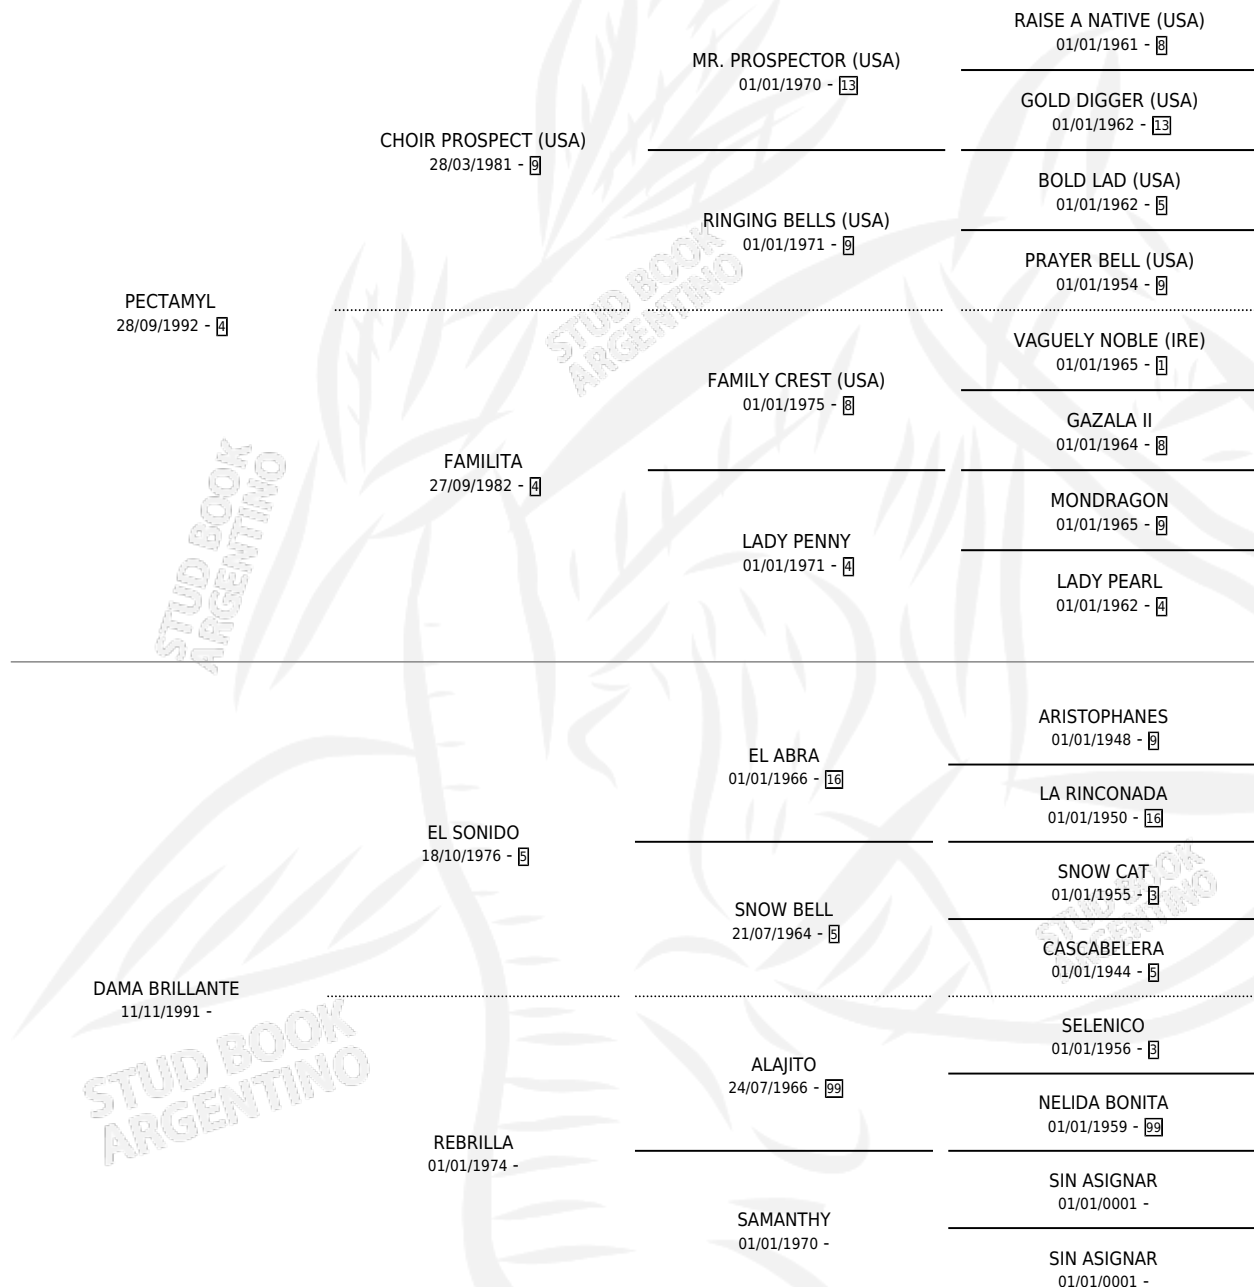 RAISE A NATIVE (USA)
01/01/1961 - 8
MR. PROSPECTOR (USA)
01/01/1970 - 13
GOLD DIGGER (USA)
01/01/1962 - 13
CHOIR PROSPECT (USA)
28/03/1981 - 9
BOLD LAD (USA)
01/01/1962 - 5
RINGING BELLS (USA)
01/01/1971 - 9
PRAYER BELL (USA)
01/01/1954 - 9
PECTAMYL
28/09/1992 - 4
VAGUELY NOBLE (IRE)
01/01/1965 - 1
FAMILY CREST (USA)
01/01/1975 - 8
GAZALA II
01/01/1964 - 8
FAMILITA
27/09/1982 - 4
MONDRAGON
01/01/1965 - 9
LADY PENNY
01/01/1971 - 4
LADY PEARL
01/01/1962 - 4
ARISTOPHANES
01/01/1948 - 9
EL ABRA
01/01/1966 - 16
LA RINCONADA
01/01/1950 - 16
EL SONIDO
18/10/1976 - 5
SNOW CAT
01/01/1955 - 3
SNOW BELL
21/07/1964 - 5
CASCABELERA
01/01/1944 - 5
DAMA BRILLANTE
11/11/1991 -
SELENICO
01/01/1956 - 3
ALAJITO
24/07/1966 - 99
NELIDA BONITA
01/01/1959 - 99
REBRILLA
01/01/1974 -
SIN ASIGNAR
01/01/0001 -
SAMANTHY
01/01/1970 -
SIN ASIGNAR
01/01/0001 -
STUD BOOK
ARGENTINO
STUD BOOK
ARGENTINO
STUD BOOK
ARGENTINO
STUD BOOK
ARGENTINO